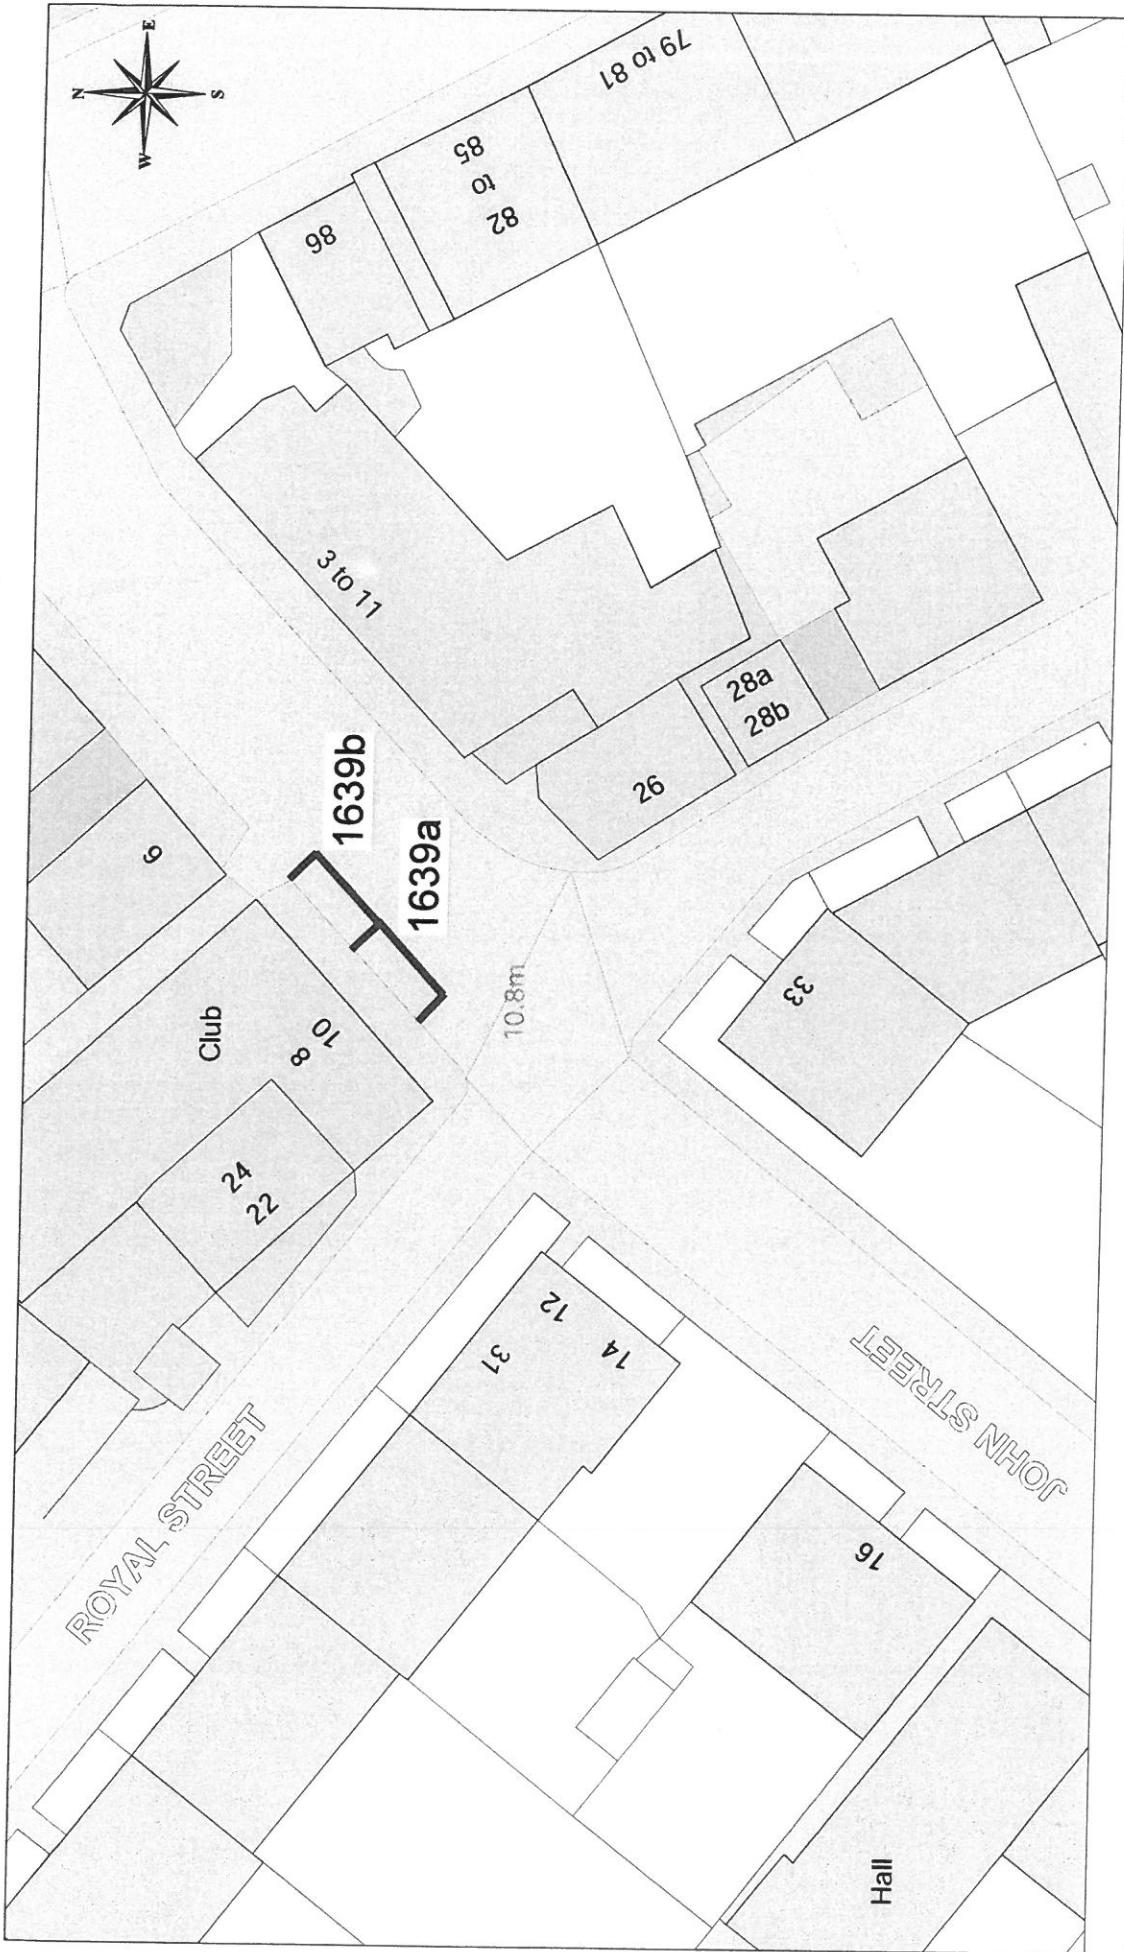 N
E
S
W
79 to 81
82
to
85
86
3 to 11
28a
28b
26
1639b
1639a
6
10.8m
Club
8
10
24
22
33
12
14
31
ROYAL STREET
JOHN STREET
16
Hall